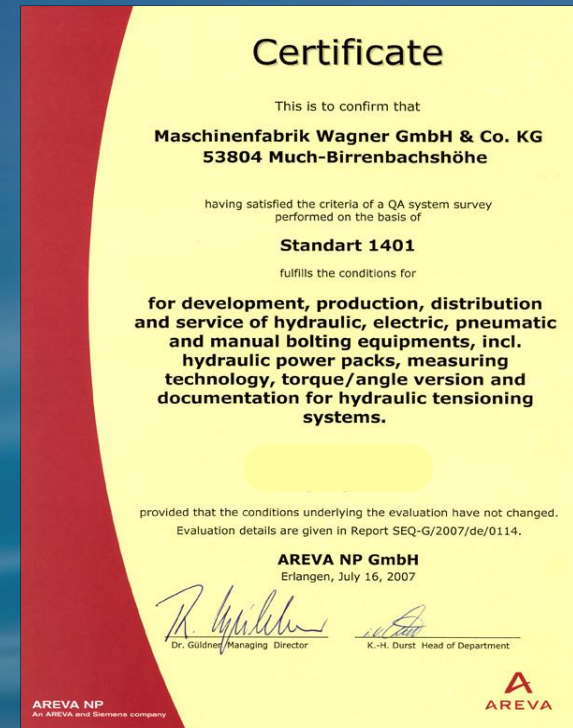 Certificate
This is to confirm that
Maschinenfabrik Wagner GmbH & Co. KG
53804 Much-Birrenbachshöhe
having satisfied the criteria of a QA system survey
performed on the basis of
Standart 1401
fulfills the conditions for
for development, production, distribution
and service of hydraulic, electric, pneumatic
and manual bolting equipments, incl.
hydraulic power packs, measuring
technology, torque/angle version and
documentation for hydraulic tensioning
systems.
provided that the conditions underlying the evaluation have not changed.
Evaluation details are given in Report SEQ-G/2007/de/0114.
AREVA NP GmbH
Erlangen, July 16, 2007
Dr. Güldner Managing Director
K.-H. Durst Head of Department
AREVA NP
An AREVA and Siemens company
AREVA